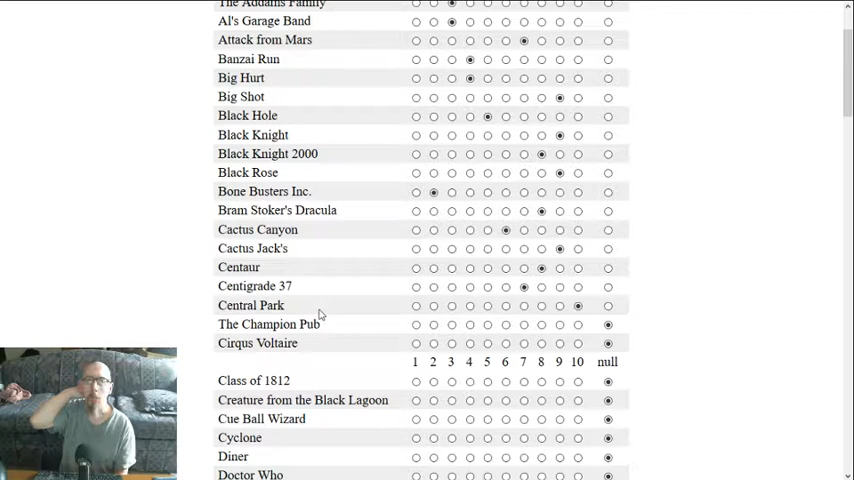 The Addams Family
Al's Garage Band
Attack from Mars
Banzai Run
Big Hurt
Big Shot
Black Hole
Black Knight
Black Knight 2000
Black Rose
Bone Busters Inc.
Bram Stoker's Dracula
Cactus Canyon
Cactus Jack's
Centaur
Centigrade 37
Central Park
The Champion Pub
Cirqus Voltaire
1 2 3 4 5 6 7 8 9 10 null
Class of 1812
Creature from the Black Lagoon
Cue Ball Wizard
Cyclone
Diner
Doctor Who